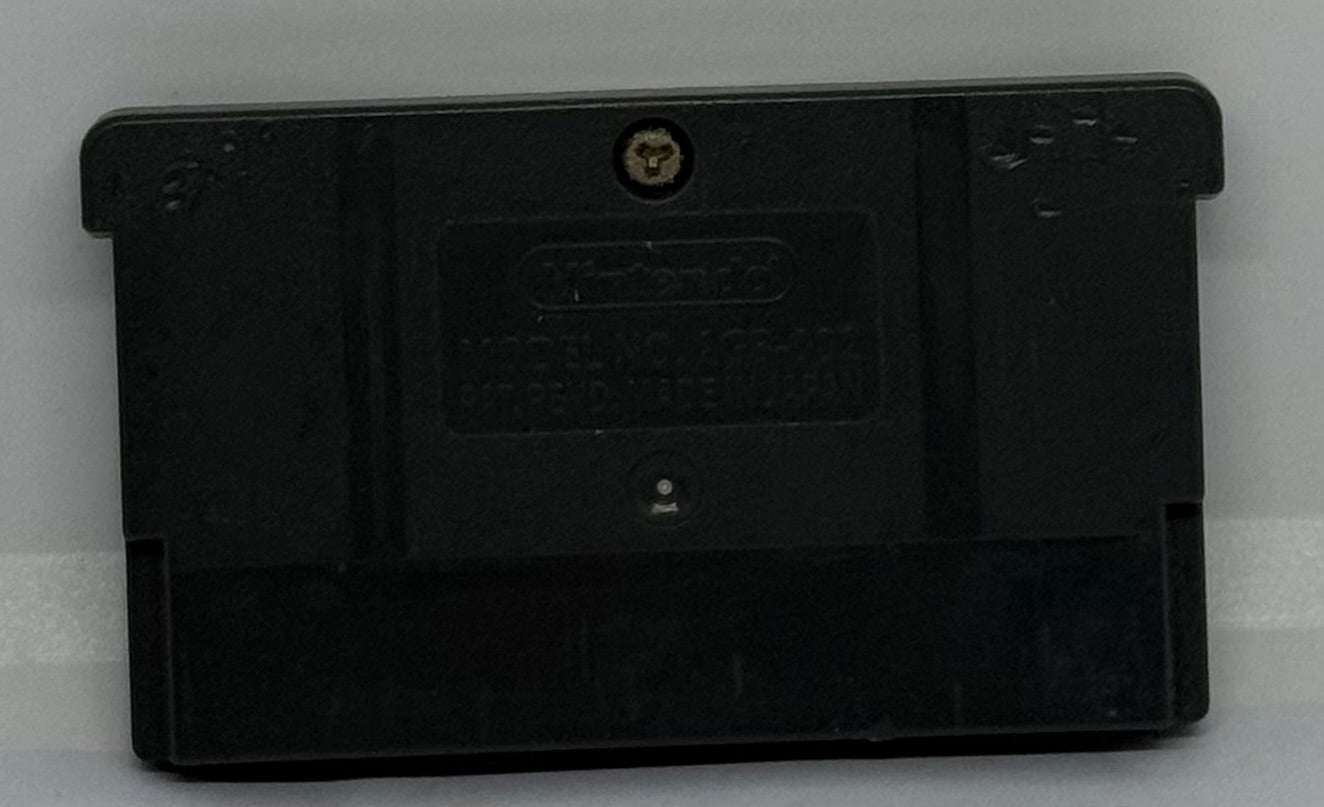 Nintendo
MODEL NO. AGB-002
PAT. PEND. MADE IN JAPAN